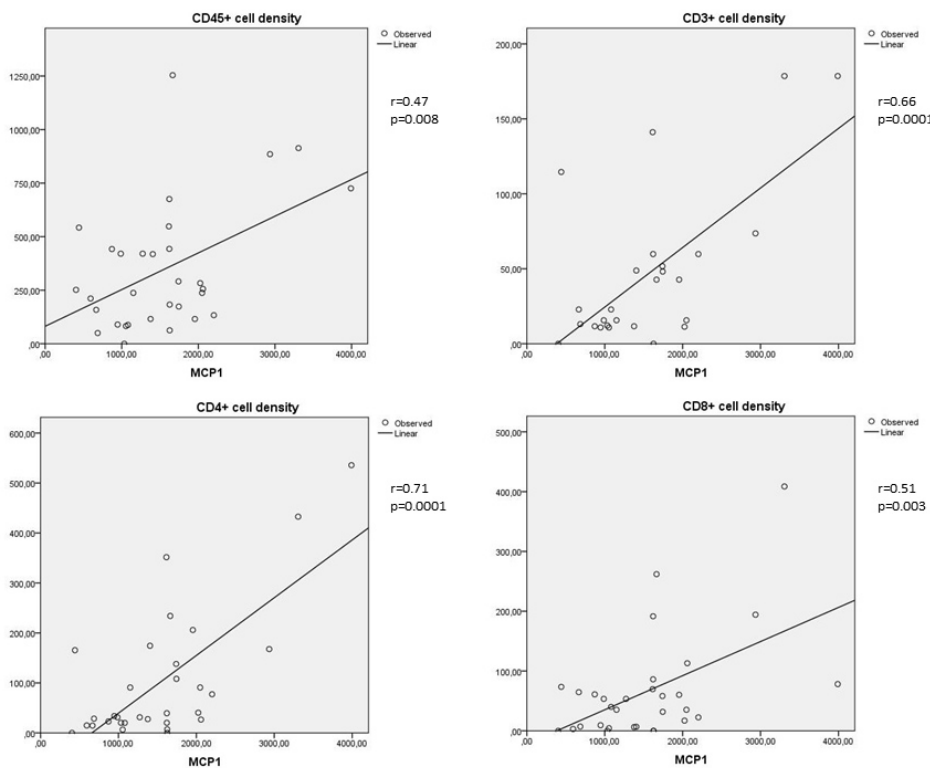 CD45+ cell density
Observed
Linear
1250,00
1000,00
750,00
500,00
250,00
,00
r=0.47
p=0.008
,00 1000,00 2000,00 3000,00 4000,00
MCP1
CD3+ cell density
Observed
Linear
200,00
150,00
100,00
50,00
,00
r=0.66
p=0.0001
,00 1000,00 2000,00 3000,00 4000,00
MCP1
CD4+ cell density
Observed
Linear
600,00
500,00
400,00
300,00
200,00
100,00
,00
r=0.71
p=0.0001
,00 1000,00 2000,00 3000,00 4000,00
MCP1
CD8+ cell density
Observed
Linear
500,00
400,00
300,00
200,00
100,00
,00
r=0.51
p=0.003
,00 1000,00 2000,00 3000,00 4000,00
MCP1